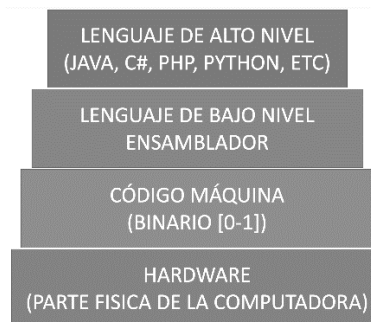 LENGUAJE DE ALTO NIVEL
(JAVA, C#, PHP, PYTHON, ETC)
LENGUAJE DE BAJO NIVEL
ENSAMBLADOR
CÓDIGO MÁQUINA
(BINARIO [0-1])
HARDWARE
(PARTE FISICA DE LA COMPUTADORA)